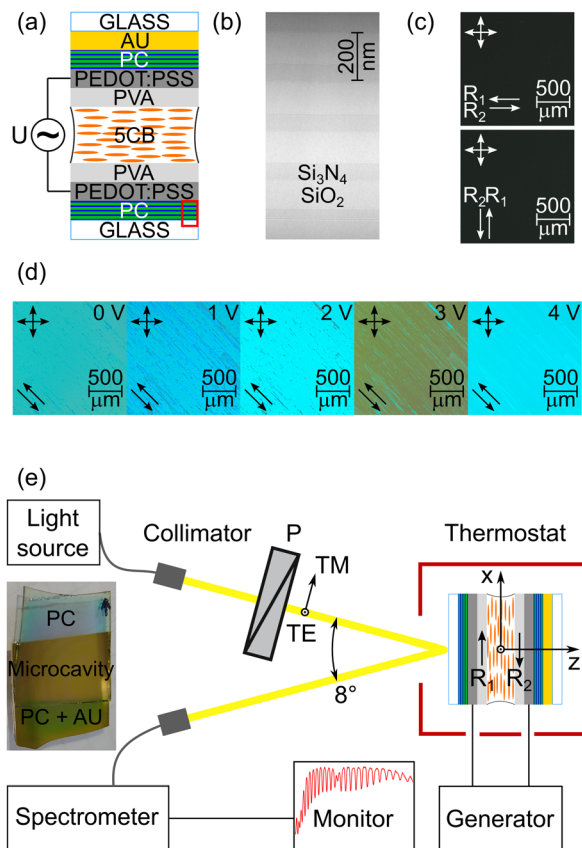 (a)
GLASS
AU
PC
PEDOT:PSS
PVA
U
5CB
PVA
PEDOT:PSS
PC
GLASS
(b)
200
nm
Si₃N₄
SiO₂
(c)
R₁
R₂
500
μm
R₂R₁
500
μm
(d)
0 V
500
μm
1 V
500
μm
2 V
500
μm
3 V
500
μm
4 V
500
μm
(e)
Light
source
Collimator
P
TM
TE
8°
Thermostat
x
z
R₁
R₂
PC
Microcavity
PC + AU
Spectrometer
Monitor
Generator